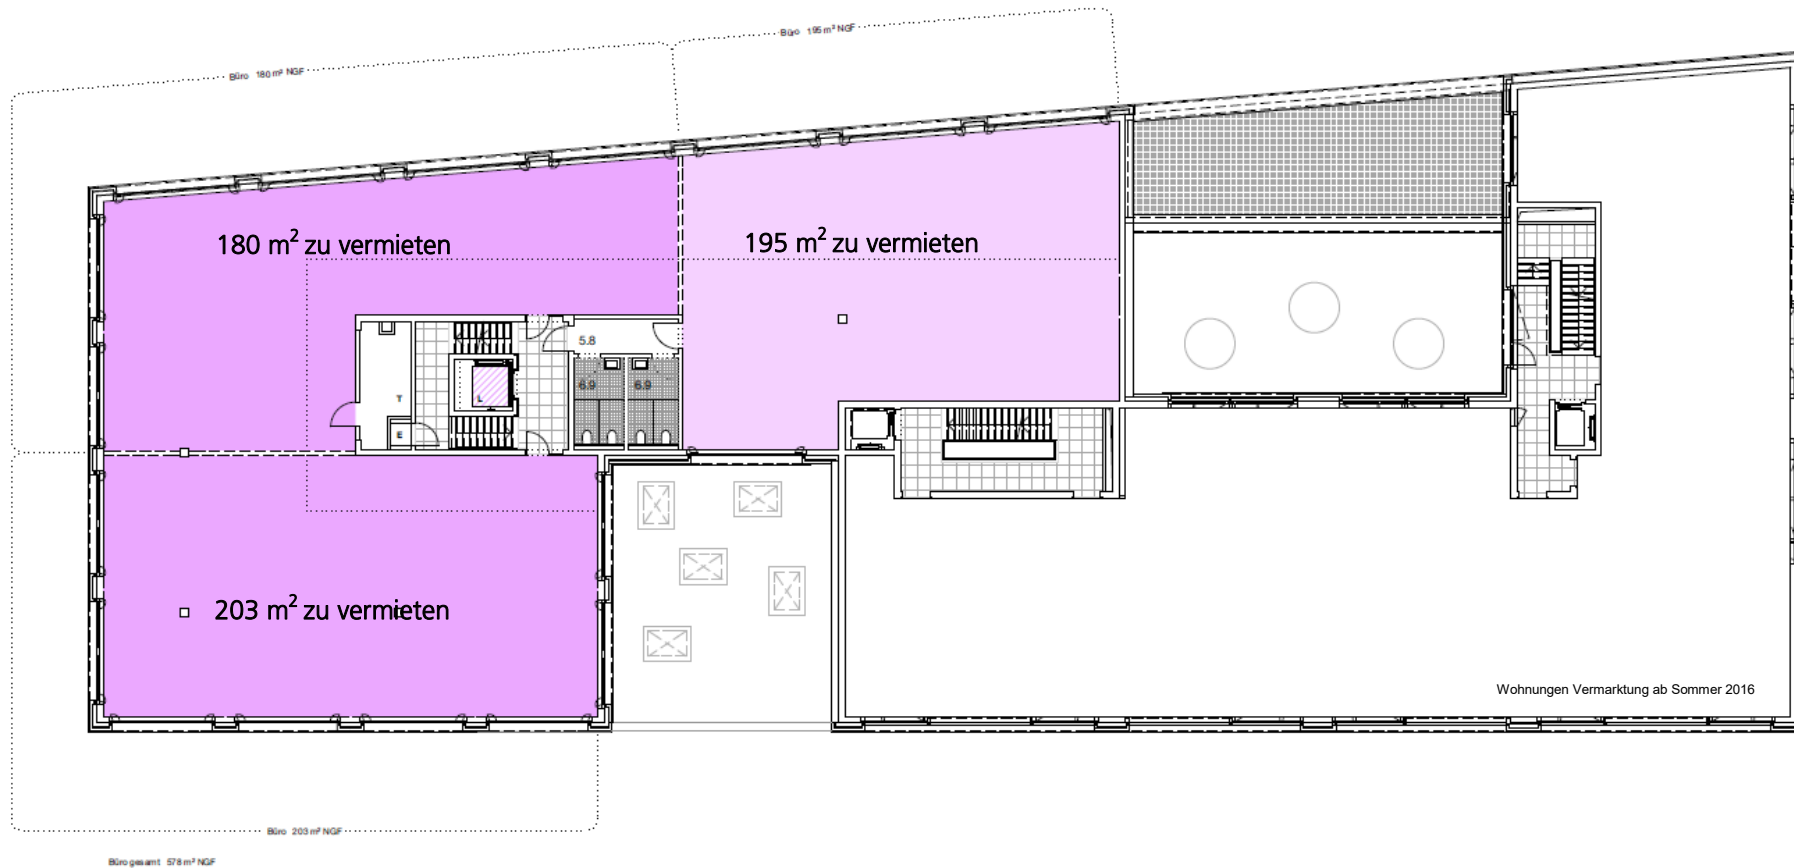 Büro 195 m² NGF
Büro 180 m² NGF
180 m² zu vermieten
195 m² zu vermieten
5.8
6.9
6.9
T
L
E
203 m² zu vermieten
Wohnungen Vermarktung ab Sommer 2016
Büro 203 m² NGF
Büro gesamt 578 m² NGF